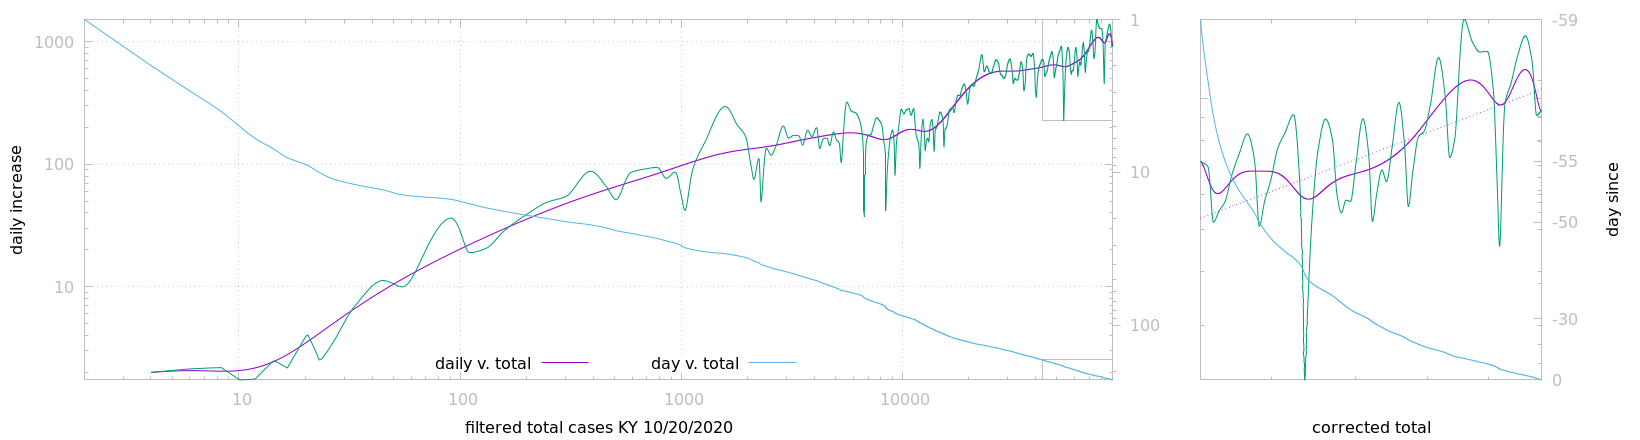 1000
100
10
daily increase
10
100
1000
10000
filtered total cases KY 10/20/2020
daily v. total
day v. total
1
10
100
-59
-55
-50
-30
0
day since
corrected total